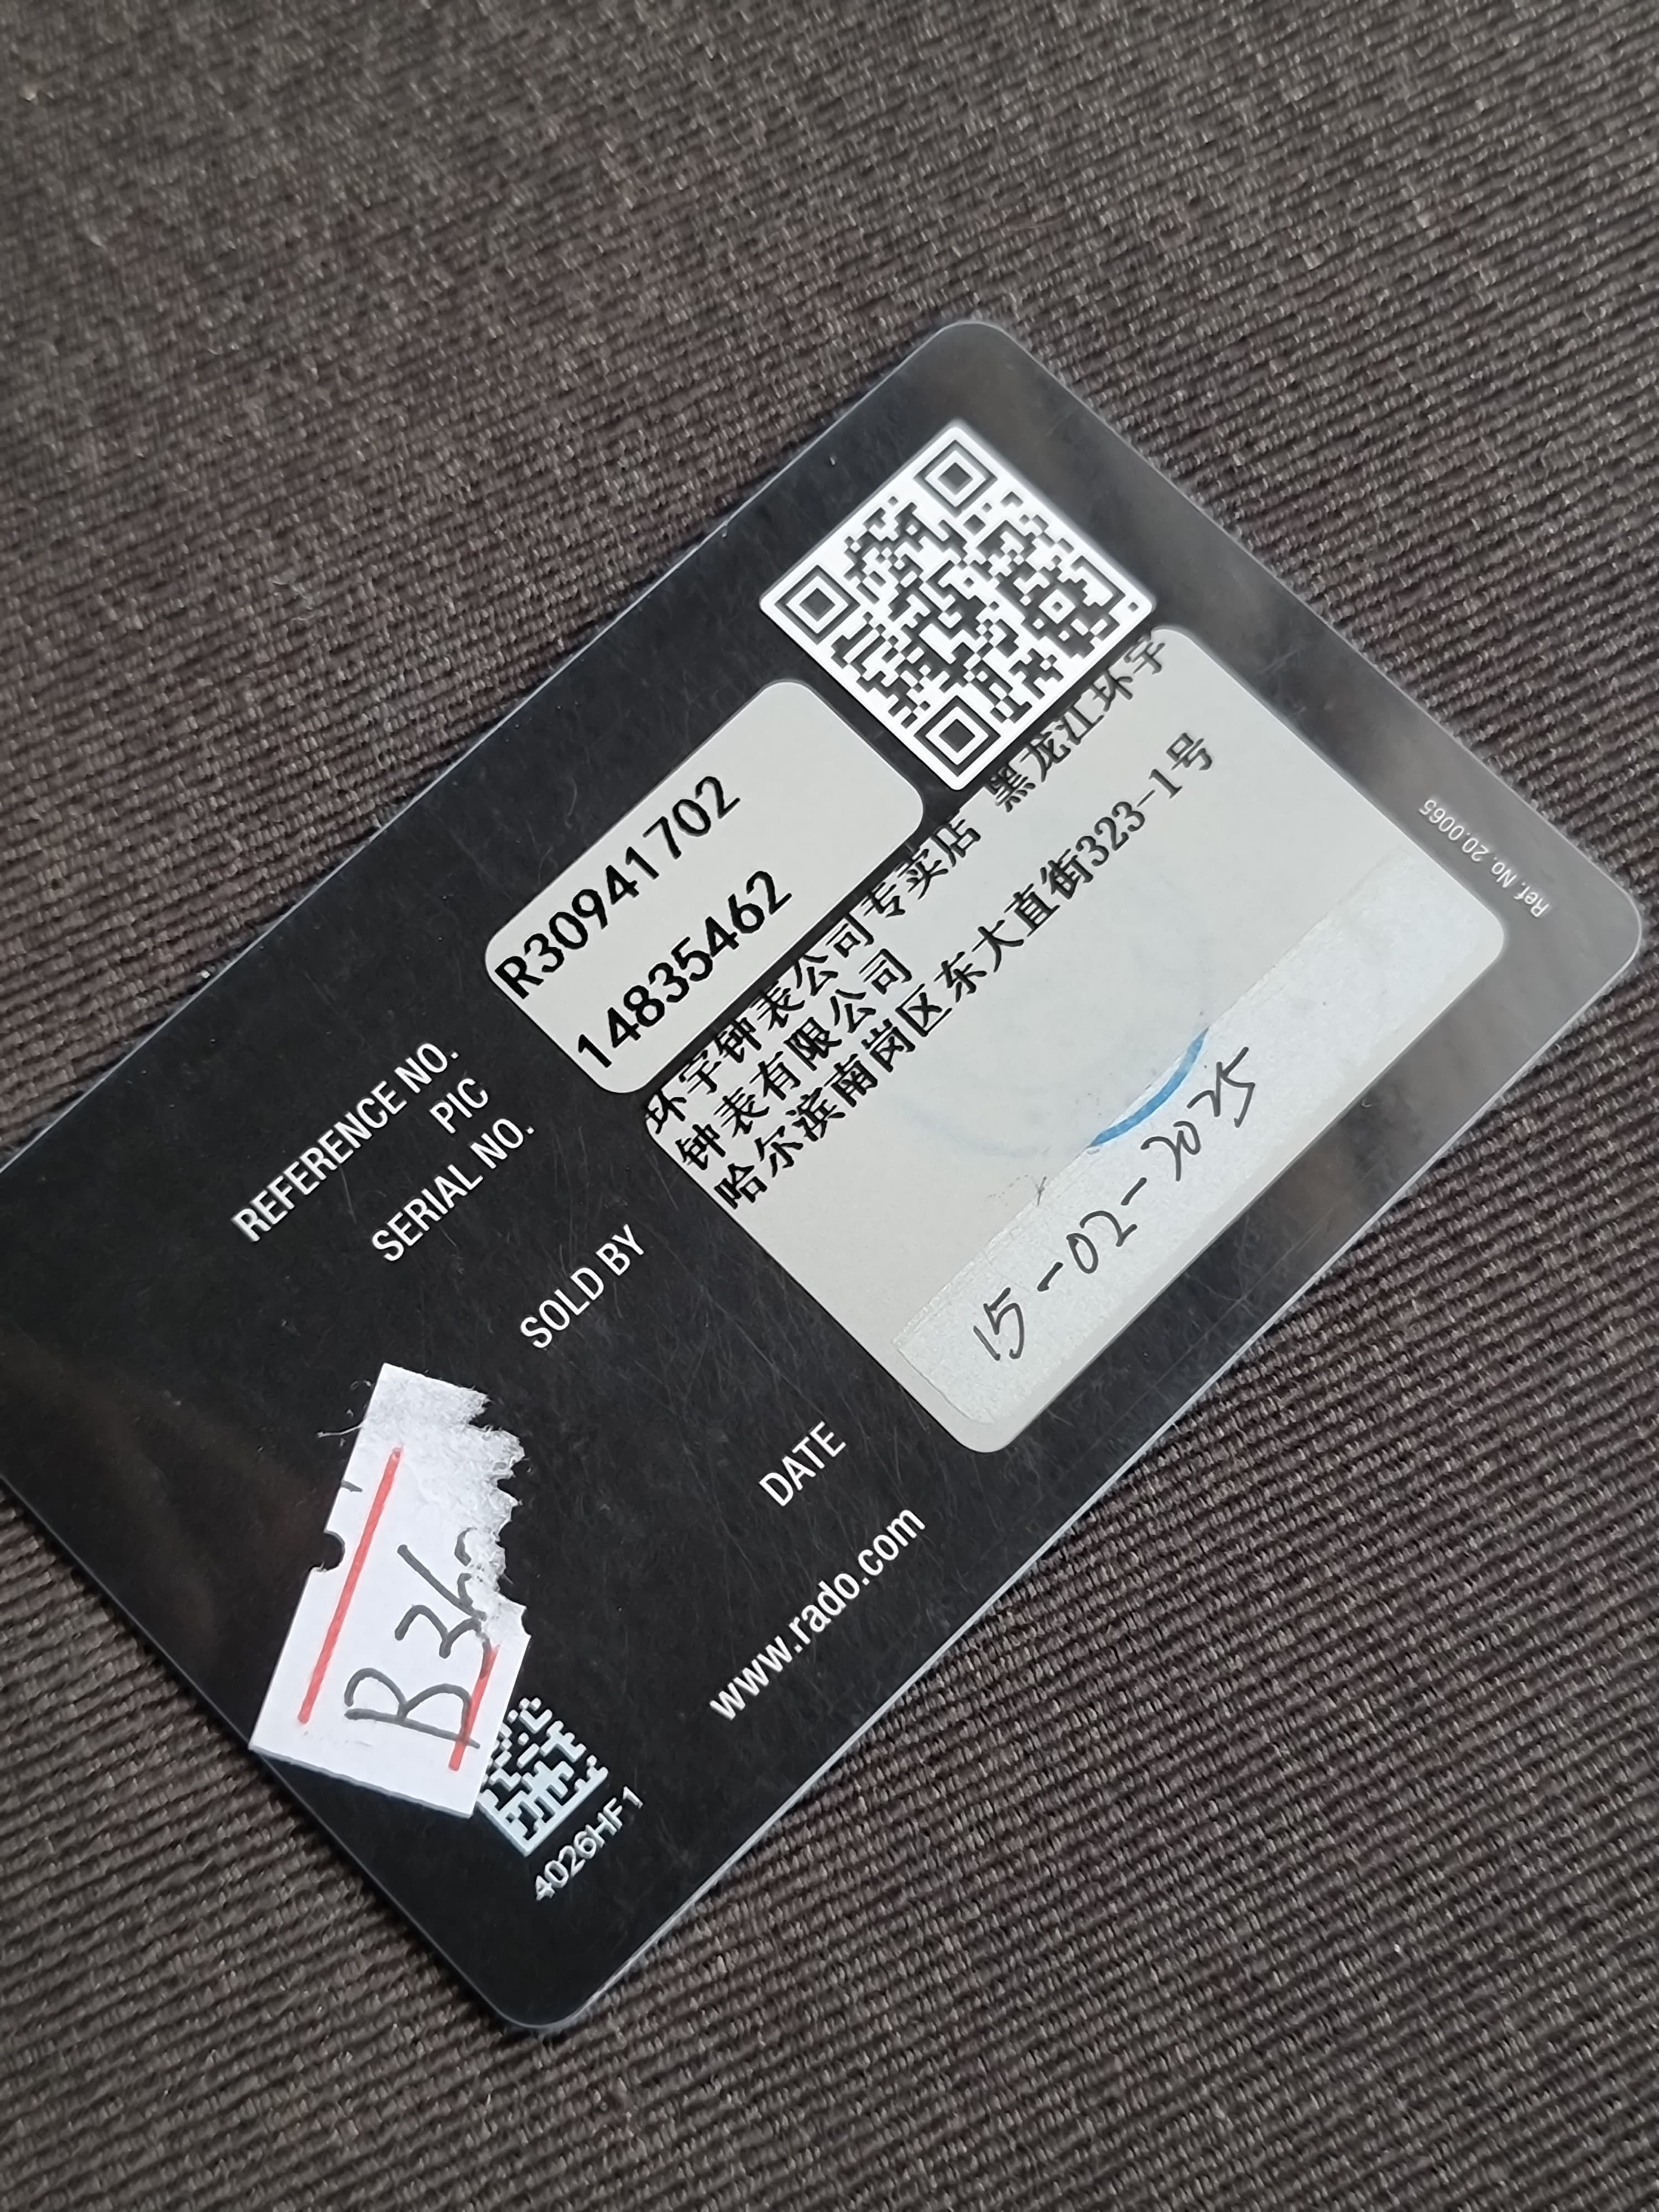 REFERENCE NO. R30941702
PIC
SERIAL NO. 14835462
SOLD BY 环宇钟表公司专卖店 黑龙江环宇
钟表有限公司
哈尔滨南岗区东大直街323-1号
DATE 15-02-2025
www.rado.com
Ref. No. 20.0065
B3
4026HF1